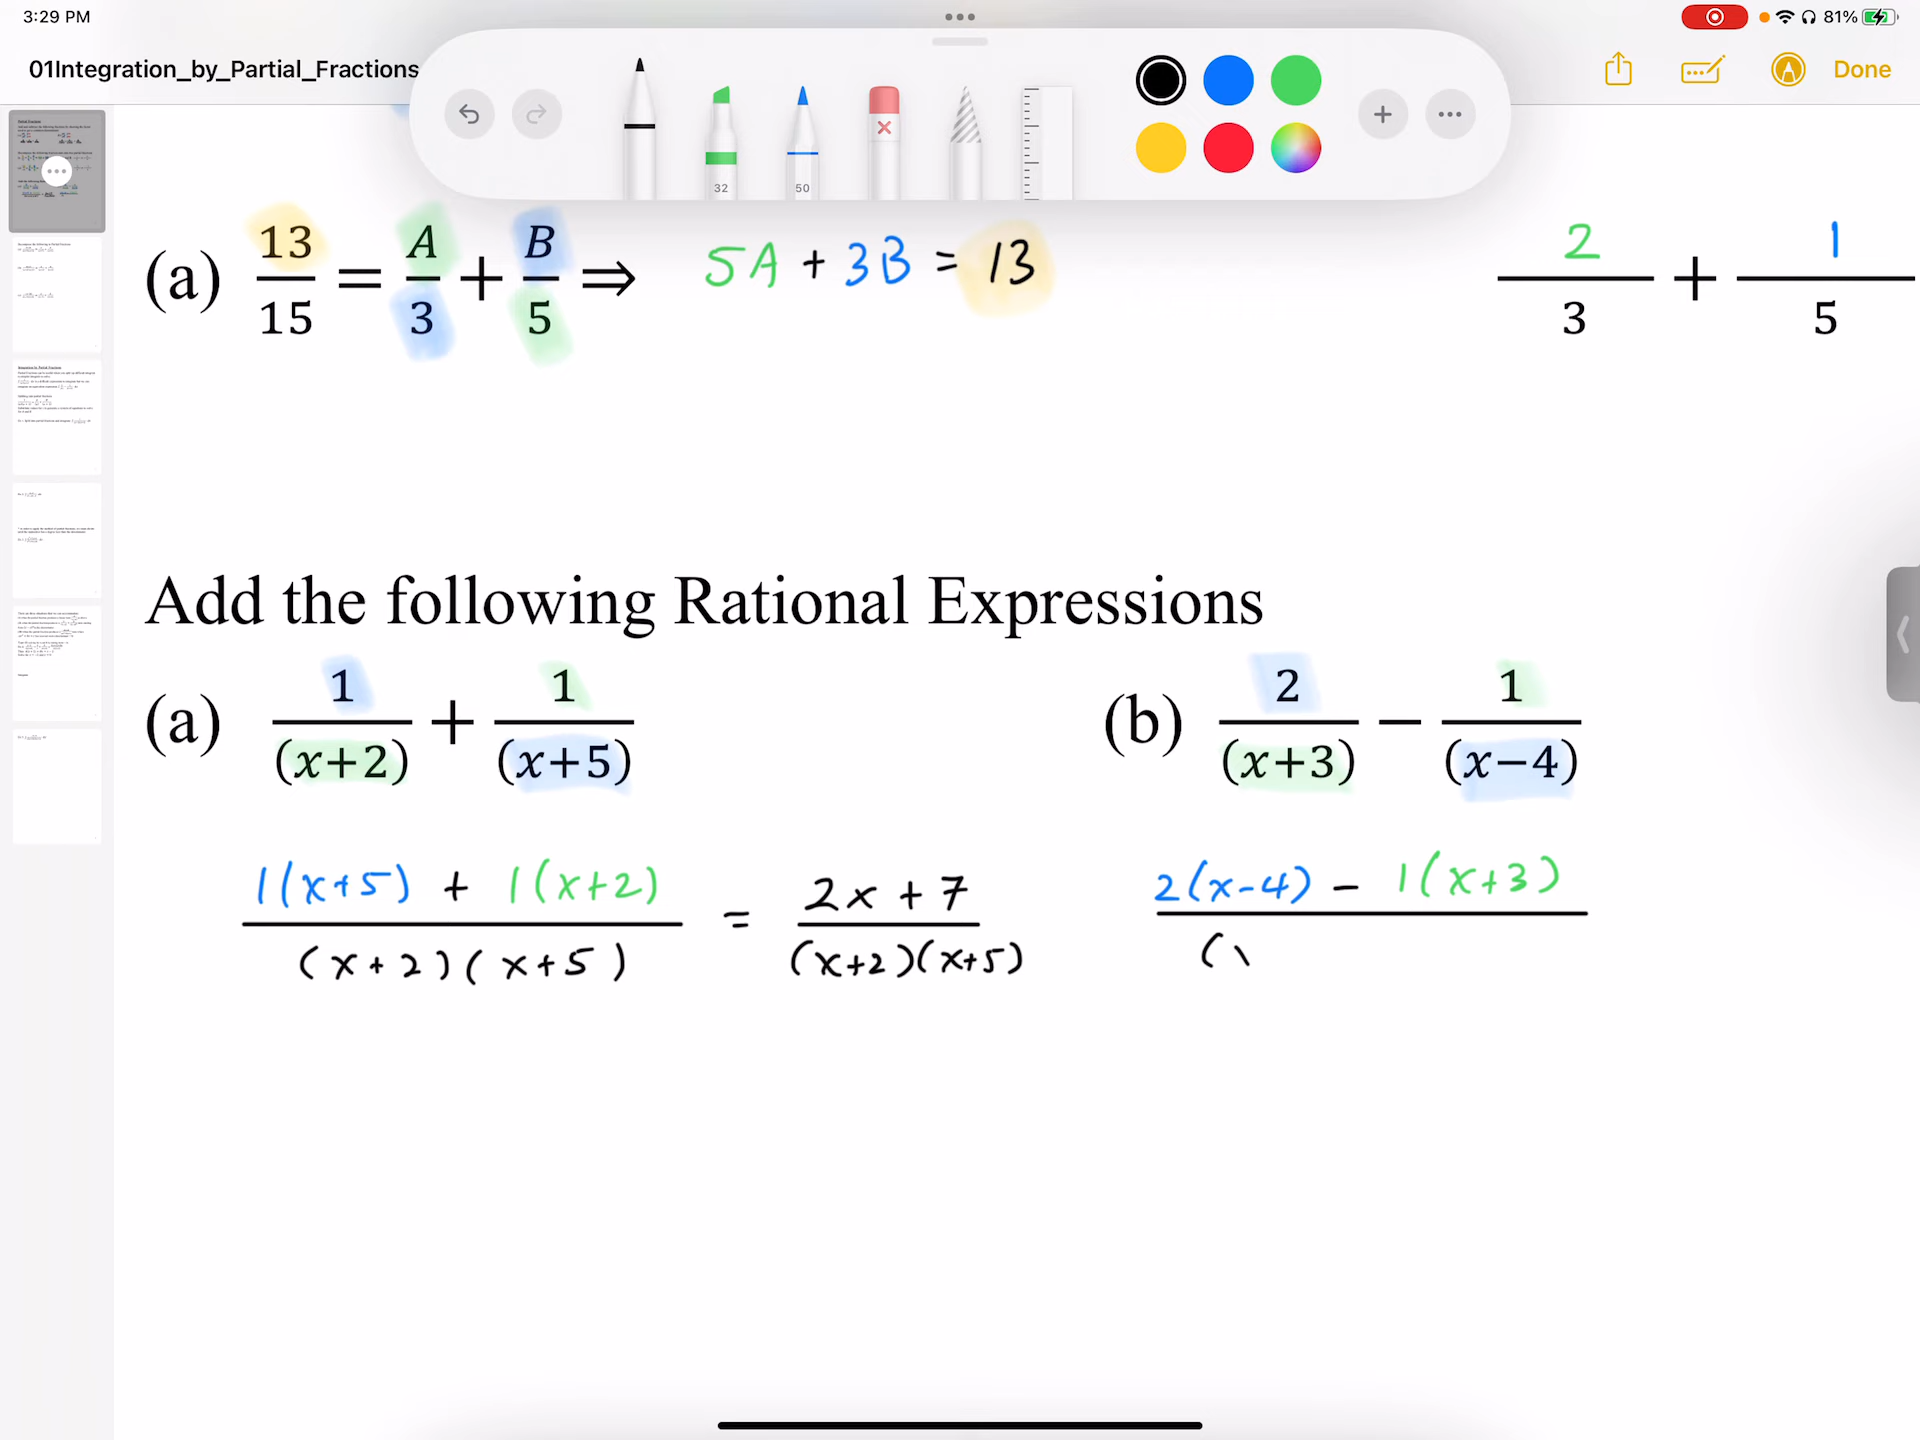 3:29 PM
81%
01Integration_by_Partial_Fractions
Done
32
50
(a) 13/15 = A/3 + B/5 ⇒ 5A + 3B = 13
2/3 + 1/5
Add the following Rational Expressions
(a) 1/(x+2) + 1/(x+5)
(b) 2/(x+3) − 1/(x−4)
1(x+5) + 1(x+2) / (x+2)(x+5) = 2x + 7 / (x+2)(x+5)
2(x-4) - 1(x+3) / (